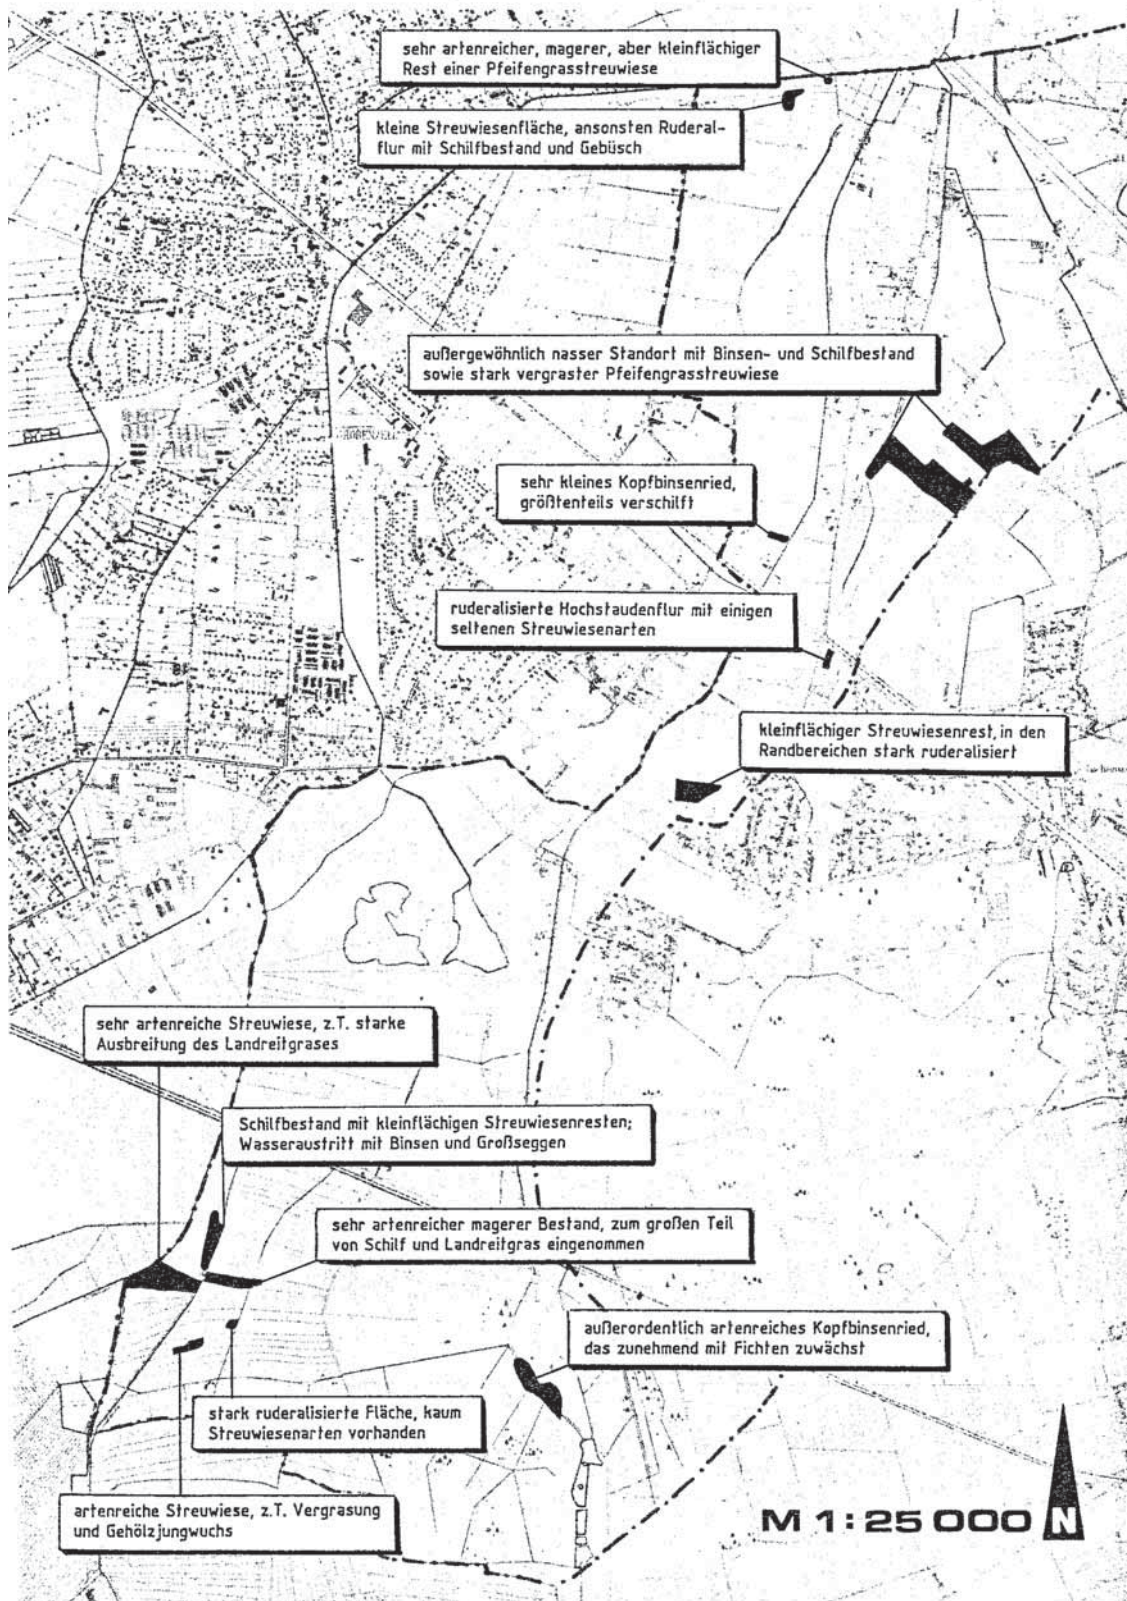 sehr artenreicher, magerer, aber kleinflächiger
Rest einer Pfeifengrasstreuwiese
kleine Streuwiesenfläche, ansonsten Ruderal-
flur mit Schilfbestand und Gebüsch
außergewöhnlich nasser Standort mit Binsen- und Schilfbestand
sowie stark vergraster Pfeifengrasstreuwiese
sehr kleines Kopfbinsenried,
größtenteils verschilft
ruderalisierte Hochstaudenflur mit einigen
seltenen Streuwiesenarten
kleinflächiger Streuwiesenrest, in den
Randbereichen stark ruderalisiert
sehr artenreiche Streuwiese, z.T. starke
Ausbreitung des Landreitgrases
Schilfbestand mit kleinflächigen Streuwiesenresten;
Wasseraustritt mit Binsen und Großseggen
sehr artenreicher magerer Bestand, zum großen Teil
von Schilf und Landreitgras eingenommen
außerordentlich artenreiches Kopfbinsenried,
das zunehmend mit Fichten zuwächst
stark ruderalisierte Fläche, kaum
Streuwiesenarten vorhanden
artenreiche Streuwiese, z.T. Vergrasung
und Gehölzjungwuchs
M 1:25 000
N